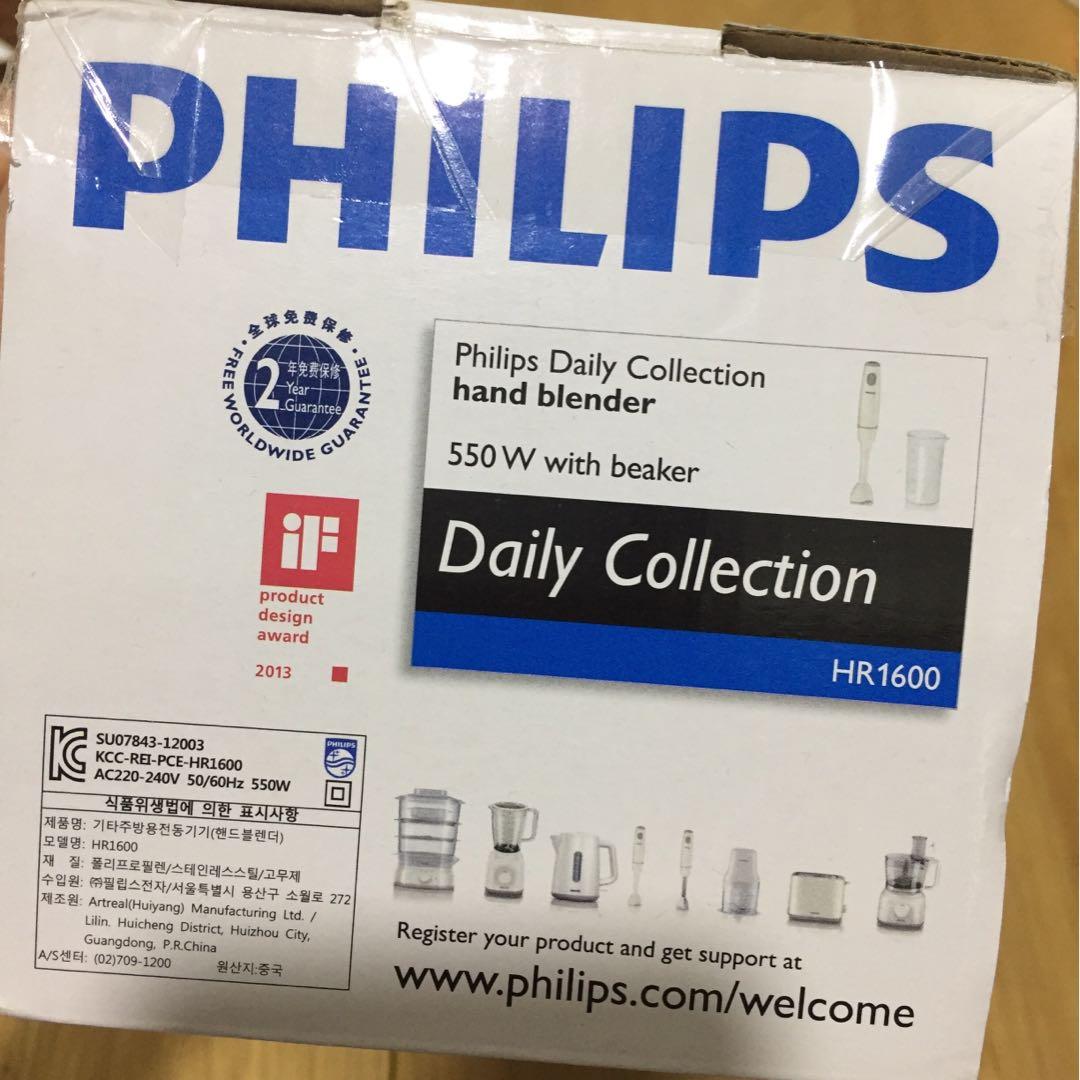 PHILIPS
全球免费保修
2
年免费保修
Year
Guarantee
FREE WORLDWIDE GUARANTEE
Philips Daily Collection
hand blender
550 W with beaker
Daily Collection
HR1600
iF
product
design
award
2013
KC
SU07843-12003
KCC-REI-PCE-HR1600
AC220-240V 50/60Hz 550W
PHILIPS
식품위생법에 의한 표시사항
제품명: 기타주방용전동기기(핸드블렌더)
모델명: HR1600
재 질: 폴리프로필렌/스테인레스스틸/고무제
수입원: ㈜필립스전자/서울특별시 용산구 소월로 272
제조원: Artreal(Huiyang) Manufacturing Ltd. /
Lilin. Huicheng District, Huizhou City,
Guangdong, P.R.China
A/S센터: (02)709-1200 원산지:중국
Register your product and get support at
www.philips.com/welcome